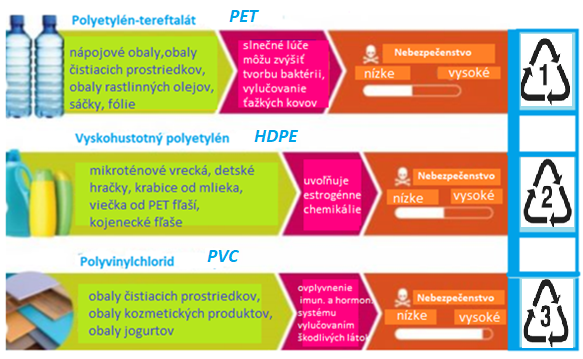 Polyetylén-tereftalát PET
nápojové obaly,obaly
čistiacich prostriedkov,
obaly rastlinných olejov,
sáčky, fólie
slnečné lúče
môžu zvýšiť
tvorbu baktérii,
vylučovanie
ťažkých kovov
Nebezpečenstvo
nízke vysoké
1
Vyskohustotný polyetylén HDPE
mikroténové vrecká, detské
hračky, krabice od mlieka,
viečka od PET fľaší,
kojenecké fľaše
uvoľňuje
estrogénne
chemikálie
Nebezpečenstvo
nízke vysoké
2
Polyvinylchlorid PVC
obaly čistiacich prostriedkov,
obaly kozmetických produktov,
obaly jogurtov
ovplyvnenie
imun. a hormon.
systému
vylučovaním
škodlivých látok
Nebezpečenstvo
nízke vysoké
3